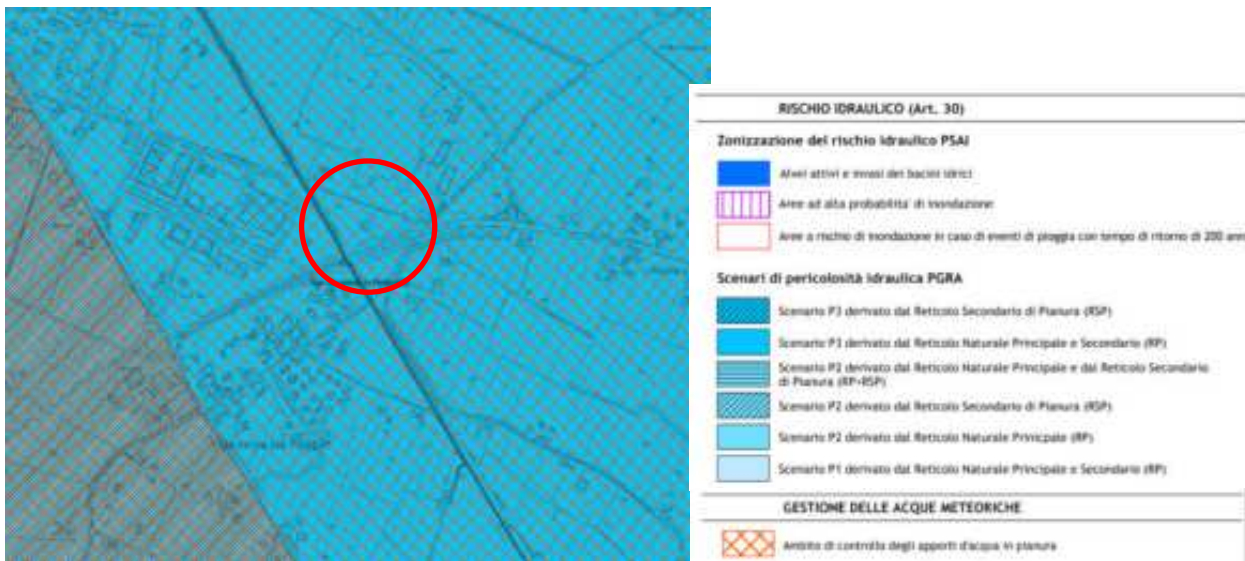 RISCHIO IDRAULICO (Art. 30)
Zonizzazione del rischio idraulico PSAI
Alvei attivi e invasi dei bacini idrici
Aree ad alta probabilita' di inondazione
Aree a rischio di inondazione in caso di eventi di pioggia con tempo di ritorno di 200 anni
Scenari di pericolosità idraulica PGRA
Scenario P3 derivato dal Reticolo Secondario di Pianura (RSP)
Scenario P3 derivato dal Reticolo Naturale Principale e Secondario (RP)
Scenario P2 derivato dal Reticolo Naturale Principale e dal Reticolo Secondario
di Pianura (RP+RSP)
Scenario P2 derivato dal Reticolo Secondario di Pianura (RSP)
Scenario P2 derivato dal Reticolo Naturale Prinicpale (RP)
Scenario P1 derivato dal Reticolo Naturale Principale e Secondario (RP)
GESTIONE DELLE ACQUE METEORICHE
Ambito di controllo degli apporti d'acqua in pianura